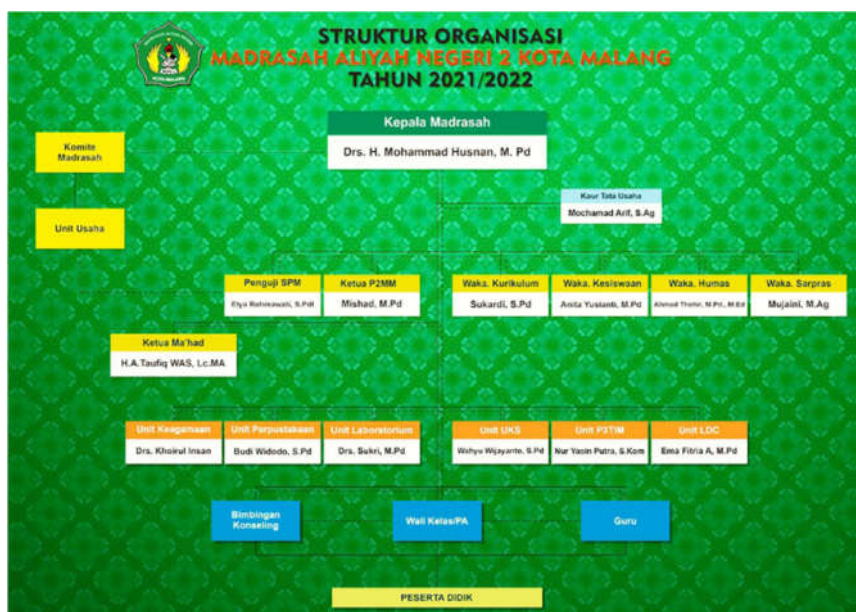 STRUKTUR ORGANISASI
MADRASAH ALIYAH NEGERI 2 KOTA MALANG
TAHUN 2021/2022
Kepala Madrasah
Drs. H. Mohammad Husnan, M. Pd
Komite
Madrasah
Unit Usaha
Kaur Tata Usaha
Mochamad Arif, S.Ag
Penguji SPM
Ketua P2MM
Mishad, M.Pd
Waka. Kurikulum
Sukardi, S.Pd
Waka. Kesiswaan
Anita Yusianti, M.Pd
Waka. Humas
Waka. Sarpras
Mujaini, M.Ag
Ketua Ma'had
H.A.Taufiq WAS, Lc.MA
Unit Keagamaan
Drs. Khoirul Insan
Unit Perpustakaan
Budi Widodo, S.Pd
Unit Laboratorium
Drs. Sukri, M.Pd
Unit UKS
Wahyu Wijayanto, S.Pd
Unit P3TIM
Nur Yasin Putra, S.Kom
Unit LDC
Ema Fitria A, M.Pd
Bimbingan
Konseling
Wali Kelas/PA
Guru
PESERTA DIDIK